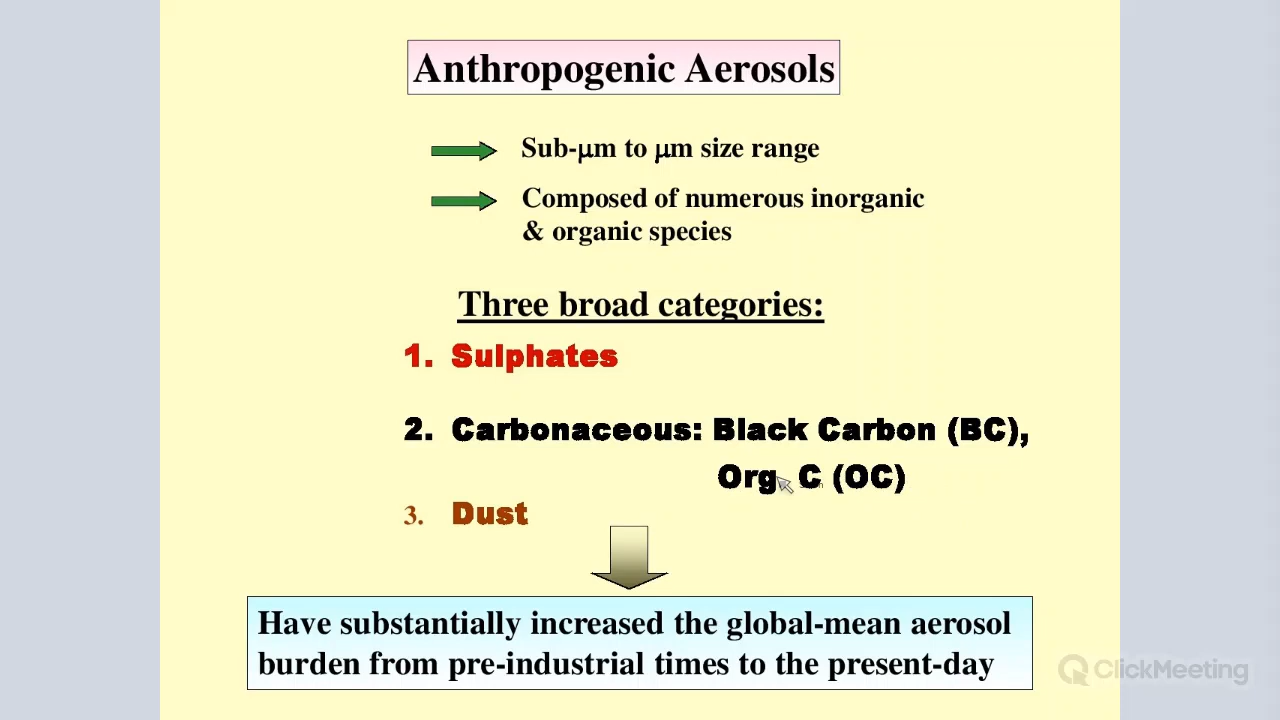 Anthropogenic Aerosols
Sub-μm to μm size range
Composed of numerous inorganic
& organic species
Three broad categories:
1. Sulphates
2. Carbonaceous: Black Carbon (BC),
Org. C (OC)
3. Dust
Have substantially increased the global-mean aerosol
burden from pre-industrial times to the present-day
ClickMeeting